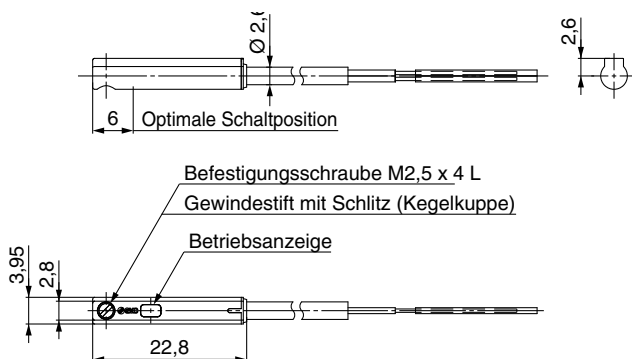 Ø 2,6
2,6
6
Optimale Schaltposition
Befestigungsschraube M2,5 x 4 L
Gewindestift mit Schlitz (Kegelkuppe)
Betriebsanzeige
3,95
2,8
22,8